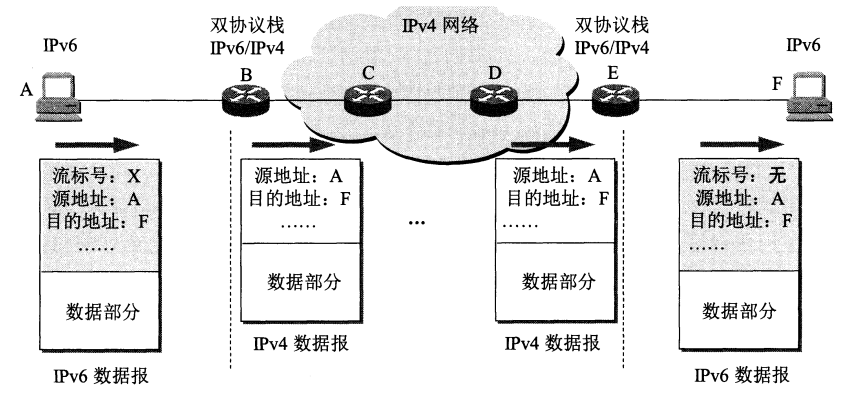 IPv6
双协议栈
IPv6/IPv4
IPv4 网络
双协议栈
IPv6/IPv4
IPv6
A
B
C
D
E
F
流标号：X
源地址：A
目的地址：F
……
数据部分
IPv6 数据报
源地址：A
目的地址：F
……
数据部分
IPv4 数据报
...
源地址：A
目的地址：F
……
数据部分
IPv4 数据报
流标号：无
源地址：A
目的地址：F
……
数据部分
IPv6 数据报